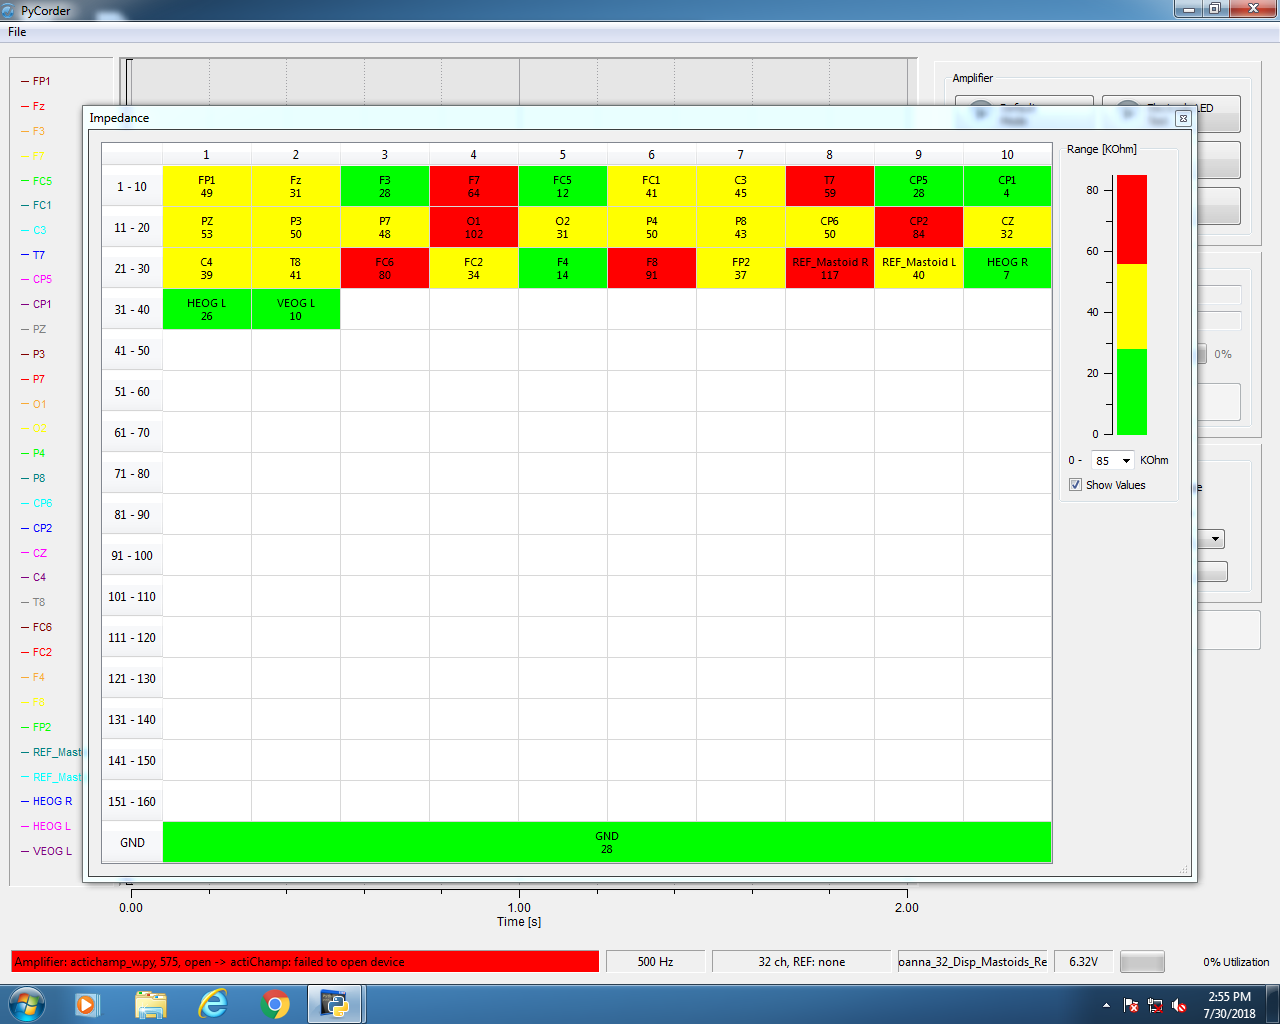 PyCorder
File
FP1
Fz
F3
F7
FC5
FC1
C3
T7
CP5
CP1
PZ
P3
P7
O1
O2
P4
P8
CP6
CP2
CZ
C4
T8
FC6
FC2
F4
F8
FP2
REF_Mast
REF_Mast
HEOG R
HEOG L
VEOG L
Amplifier
Default
Mode
Electrode LED
Test
Impedance
1 2 3 4 5 6 7 8 9 10
1 - 10
FP1 Fz F3 F7 FC5 FC1 C3 T7 CP5 CP1
49 31 28 64 12 41 45 59 28 4
11 - 20
PZ P3 P7 O1 O2 P4 P8 CP6 CP2 CZ
53 50 48 102 31 50 43 50 84 32
21 - 30
C4 T8 FC6 FC2 F4 F8 FP2 REF_Mastoid R REF_Mastoid L HEOG R
39 41 80 34 14 91 37 117 40 7
31 - 40
HEOG L VEOG L
26 10
41 - 50
51 - 60
61 - 70
71 - 80
81 - 90
91 - 100
101 - 110
111 - 120
121 - 130
131 - 140
141 - 150
151 - 160
GND
GND
28
Range [KOhm]
80
60
40
20
0
0 - 85 KOhm
Show Values
0%
0.00 1.00 2.00
Time [s]
Amplifier: actichamp_w.py, 575, open -> actiChamp: failed to open device
500 Hz
32 ch, REF: none
oanna_32_Disp_Mastoids_Re
6.32V
0% Utilization
2:55 PM
7/30/2018